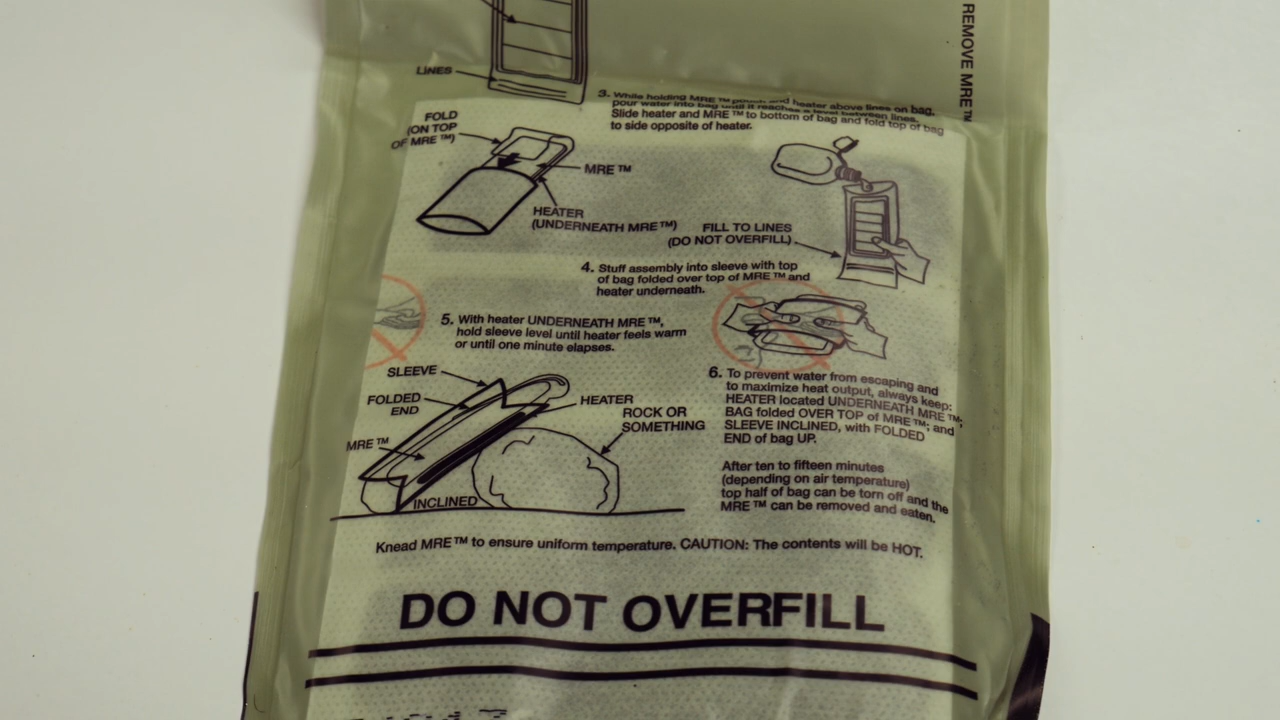 REMOVE MRE™
LINES
3. While holding MRE™ pouch and heater above lines on bag,
pour water into bag until it reaches a level between lines.
Slide heater and MRE™ to bottom of bag and fold top of bag
to side opposite of heater.
FOLD
(ON TOP
OF MRE™)
MRE™
HEATER
(UNDERNEATH MRE™)
FILL TO LINES
(DO NOT OVERFILL)
4. Stuff assembly into sleeve with top
of bag folded over top of MRE™ and
heater underneath.
5. With heater UNDERNEATH MRE™,
hold sleeve level until heater feels warm
or until one minute elapses.
SLEEVE
FOLDED
END
MRE™
HEATER
ROCK OR
SOMETHING
INCLINED
6. To prevent water from escaping and
to maximize heat output, always keep:
HEATER located UNDERNEATH MRE™;
BAG folded OVER TOP of MRE™; and
SLEEVE INCLINED, with FOLDED
END of bag UP.
After ten to fifteen minutes
(depending on air temperature)
top half of bag can be torn off and the
MRE™ can be removed and eaten.
Knead MRE™ to ensure uniform temperature. CAUTION: The contents will be HOT.
DO NOT OVERFILL